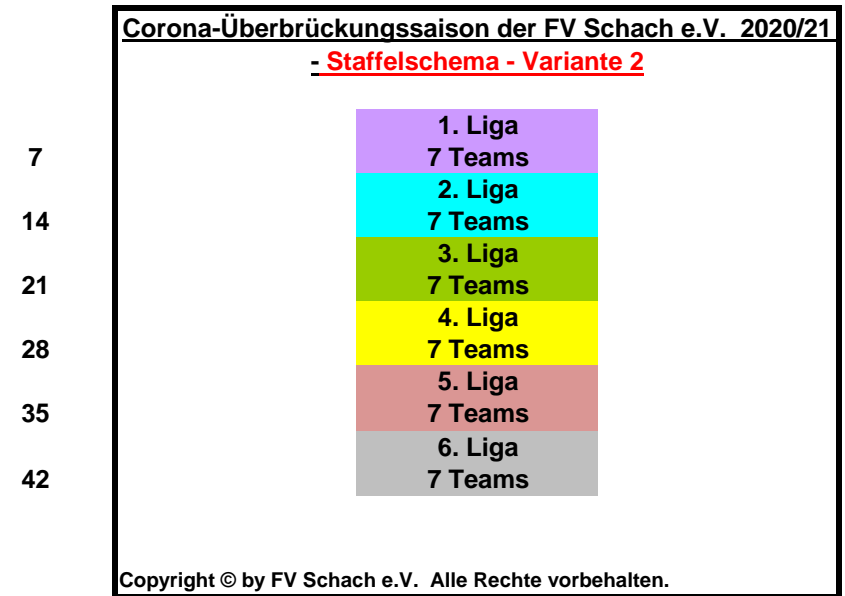 Corona-Überbrückungssaison der FV Schach e.V. 2020/21
- Staffelschema - Variante 2
1. Liga
7 7 Teams
2. Liga
14 7 Teams
3. Liga
21 7 Teams
4. Liga
28 7 Teams
5. Liga
35 7 Teams
6. Liga
42 7 Teams
Copyright © by FV Schach e.V. Alle Rechte vorbehalten.